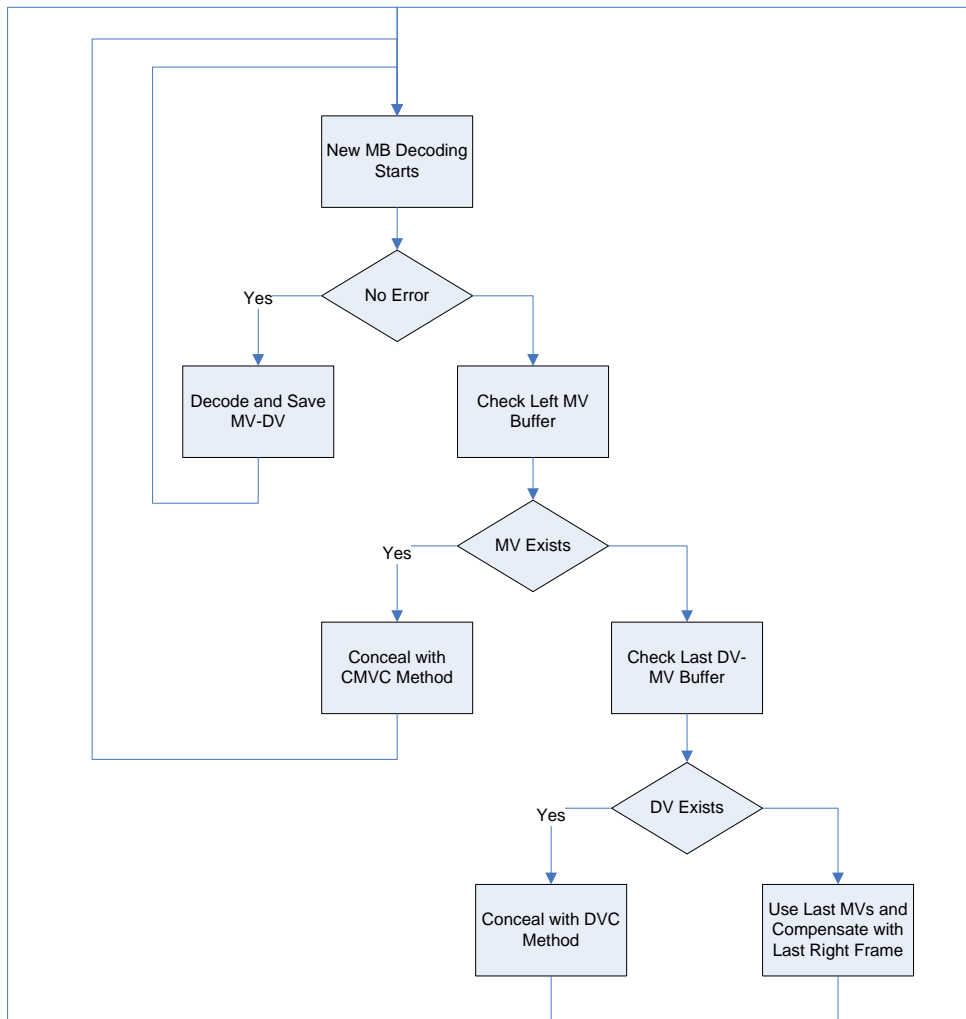 New MB Decoding
Starts
No Error
Yes
Decode and Save
MV-DV
Check Left MV
Buffer
MV Exists
Yes
Conceal with
CMVC Method
Check Last DV-
MV Buffer
DV Exists
Yes
Conceal with DVC
Method
Use Last MVs and
Compensate with
Last Right Frame